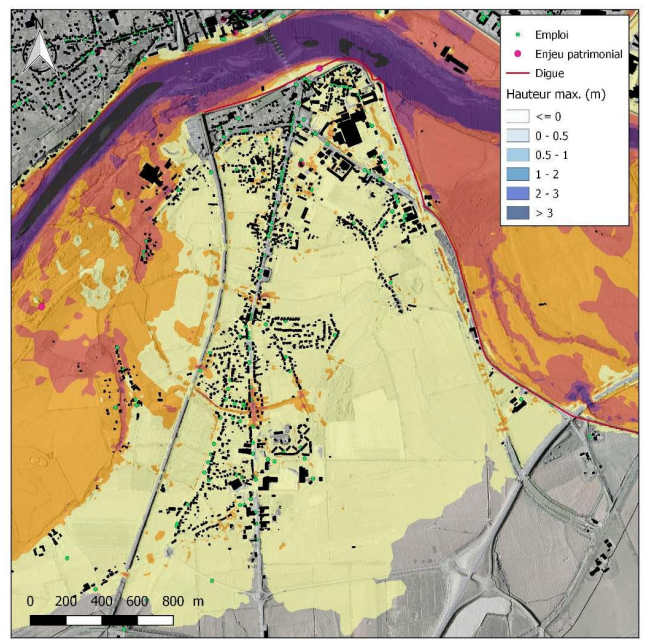 Emploi
Enjeu patrimonial
Digue
Hauteur max. (m)
<= 0
0 - 0.5
0.5 - 1
1 - 2
2 - 3
> 3
0 200 400 600 800 m